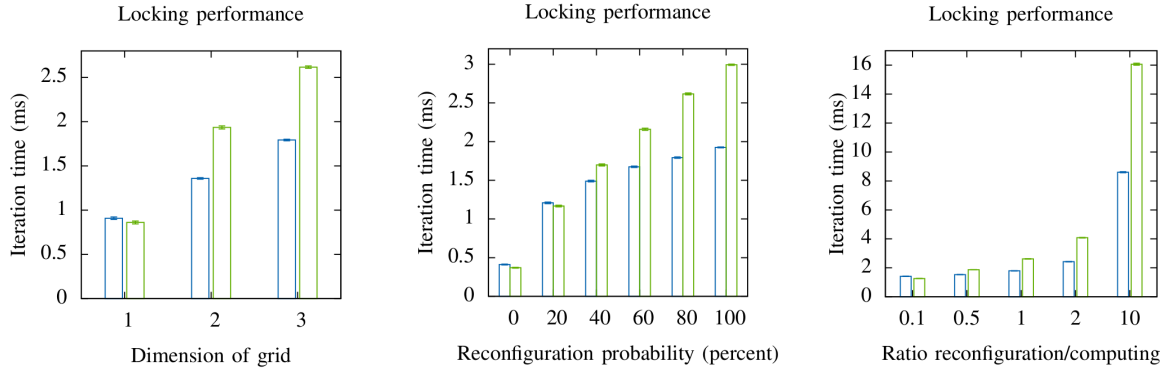 Locking performance
Iteration time (ms)
2.5
2
1.5
1
0.5
0
1 2 3
Dimension of grid
Locking performance
Iteration time (ms)
3
2.5
2
1.5
1
0.5
0
0 20 40 60 80 100
Reconfiguration probability (percent)
Locking performance
Iteration time (ms)
16
14
12
10
8
6
4
2
0
0.1 0.5 1 2 10
Ratio reconfiguration/computing